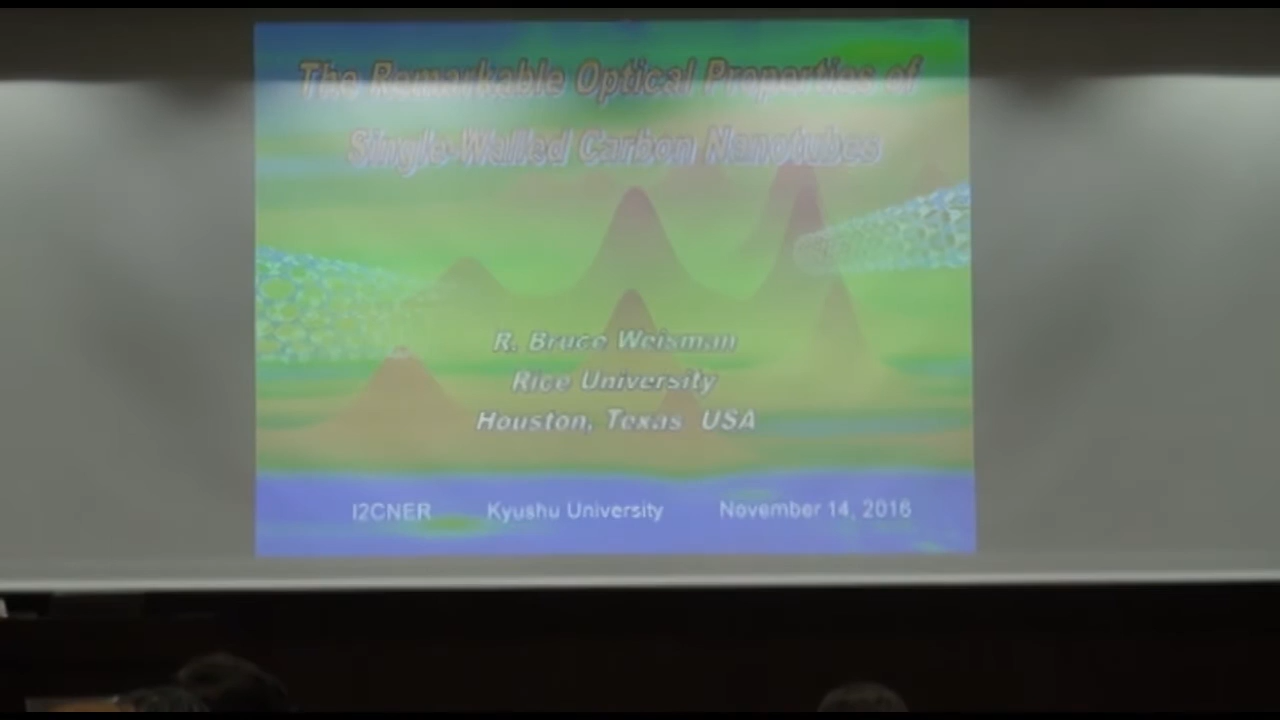 The Remarkable Optical Properties of
Single-Walled Carbon Nanotubes
R. Bruce Weisman
Rice University
Houston, Texas USA
I2CNER Kyushu University November 14, 2016